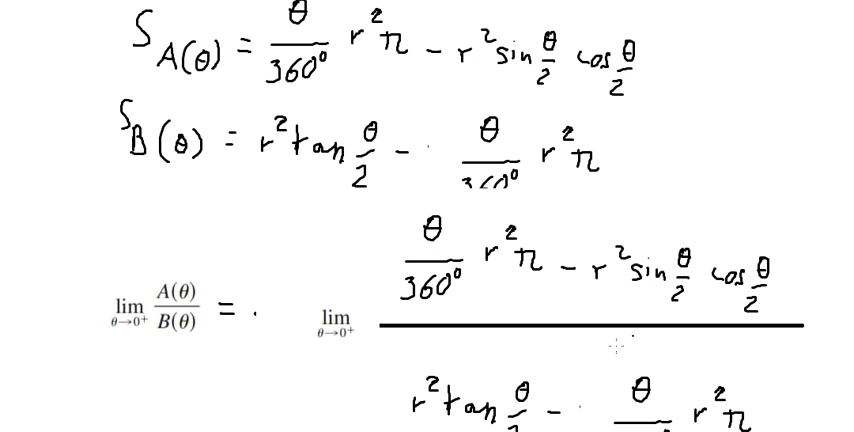 S_A(θ) = θ/360° r²π − r² sin θ/2 cos θ/2
S_B(θ) = r² tan θ/2 − θ/360° r²π
lim_{θ→0⁺} A(θ)/B(θ) = lim_{θ→0⁺} (θ/360° r²π − r² sin θ/2 cos θ/2) / (r² tan θ/2 − θ/ r²π